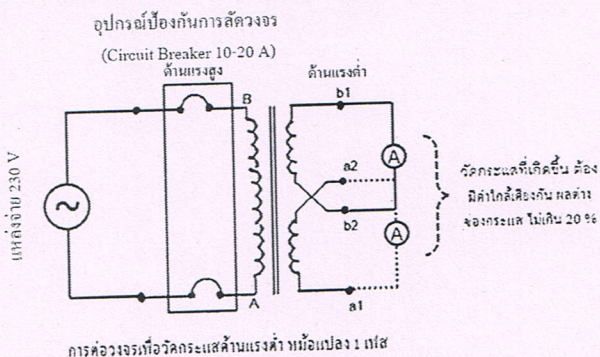 อุปกรณ์ป้องกันการลัดวงจร
(Circuit Breaker 10-20 A)
ด้านแรงสูง
ด้านแรงต่ำ
B
b1
A
a2
b2
A
A
a1
แหล่งจ่าย 230 V
วัดกระแสที่เกิดขึ้น ต้อง
มีค่าใกล้เคียงกัน ผลต่าง
ของกระแส ไม่เกิน 20 %
การต่อวงจรเพื่อวัดกระแสด้านแรงต่ำ หม้อแปลง 1 เฟส